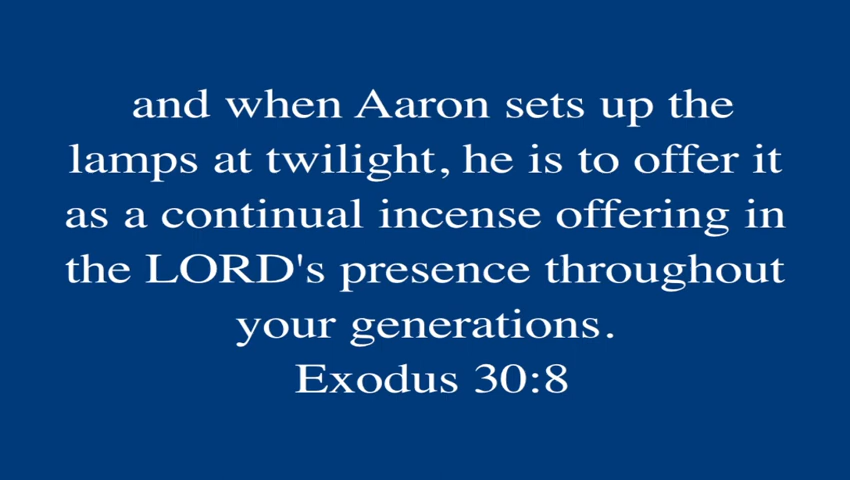 and when Aaron sets up the
lamps at twilight, he is to offer it
as a continual incense offering in
the LORD's presence throughout
your generations.
Exodus 30:8